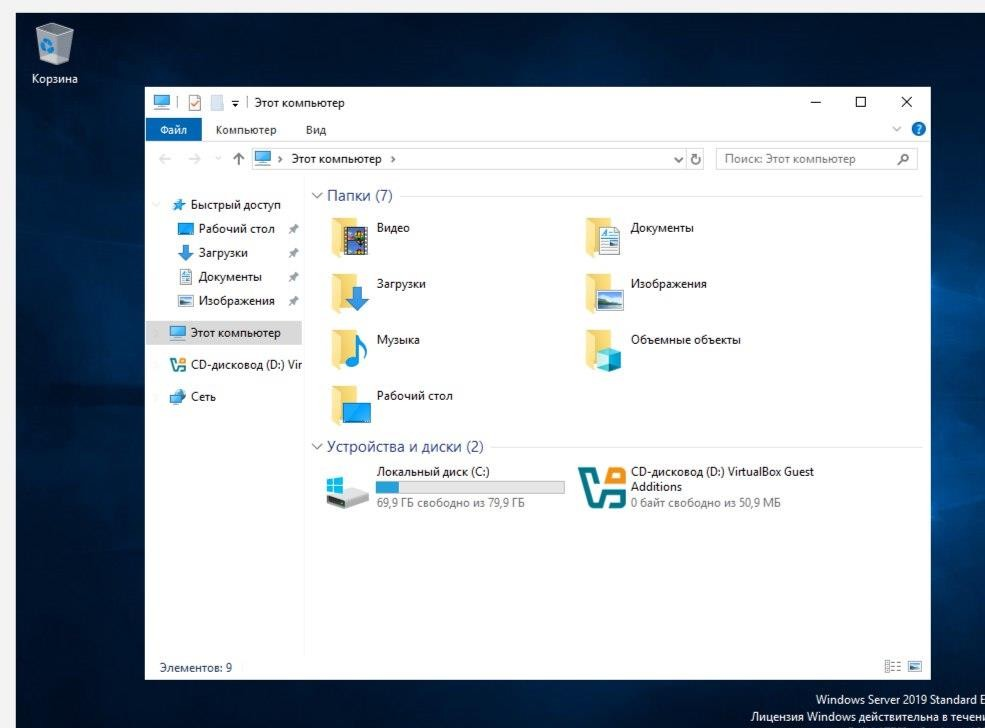 Корзина
Этот компьютер
Файл Компьютер Вид
Этот компьютер
Поиск: Этот компьютер
Быстрый доступ
Рабочий стол
Загрузки
Документы
Изображения
Этот компьютер
CD-дисковод (D:) Vir
Сеть
Папки (7)
Видео
Документы
Загрузки
Изображения
Музыка
Объемные объекты
Рабочий стол
Устройства и диски (2)
Локальный диск (C:)
69,9 ГБ свободно из 79,9 ГБ
CD-дисковод (D:) VirtualBox Guest
Additions
0 байт свободно из 50,9 МБ
Элементов: 9
Windows Server 2019 Standard E
Лицензия Windows действительна в течени